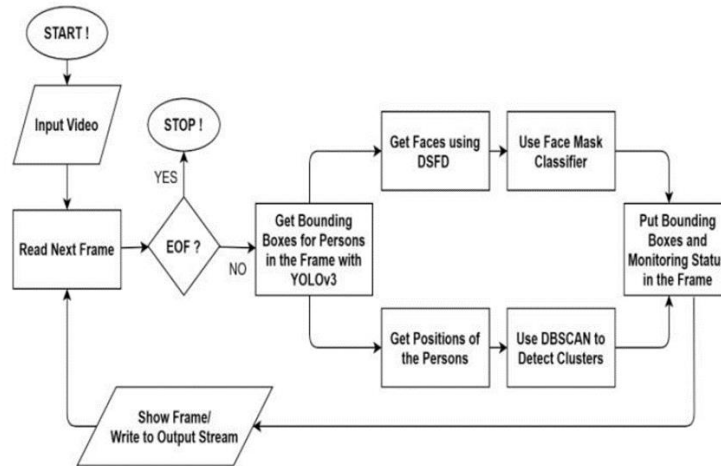 START !
Input Video
Read Next Frame
EOF ?
YES
STOP !
NO
Get Bounding
Boxes for Persons
in the Frame with
YOLOv3
Get Faces using
DSFD
Use Face Mask
Classifier
Get Positions of
the Persons
Use DBSCAN to
Detect Clusters
Put Bounding
Boxes and
Monitoring Status
in the Frame
Show Frame/
Write to Output Stream